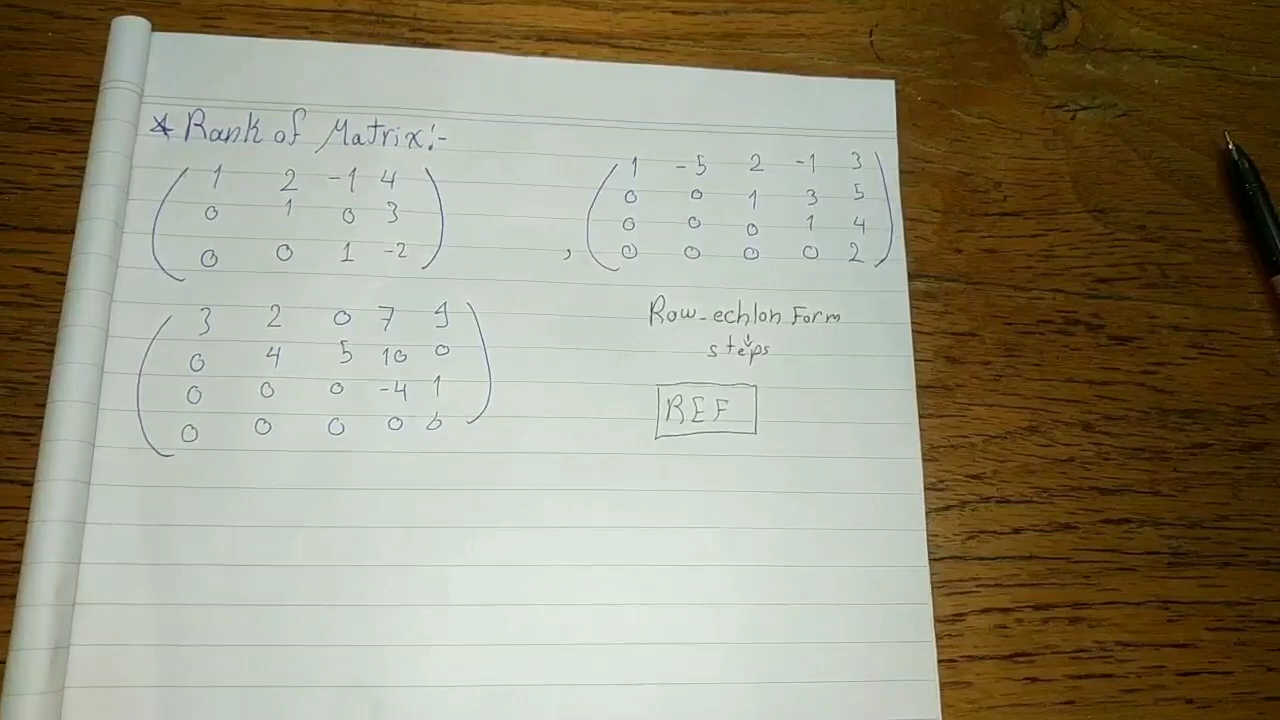 * Rank of Matrix:-
1 2 -1 4
0 1 0 3
0 0 1 -2
,
1 -5 2 -1 3
0 0 1 3 5
0 0 0 1 4
0 0 0 0 2
3 2 0 7 9
0 4 5 10 0
0 0 0 -4 1
0 0 0 0 6
Row-echlon Form
steps
REF